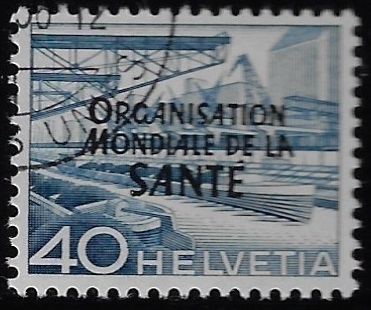 ORGANISATION
MONDIALE DE LA
SANTÉ
40 HELVETIA